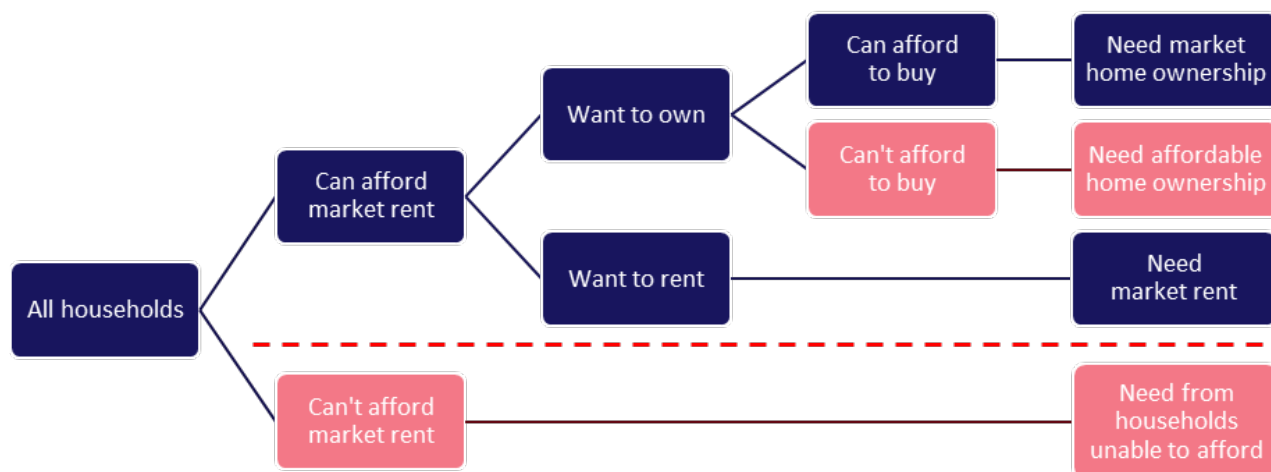 Can afford
to buy
Need market
home ownership
Want to own
Can't afford
to buy
Need affordable
home ownership
Can afford
market rent
Want to rent
Need
market rent
All households
Can't afford
market rent
Need from
households
unable to afford